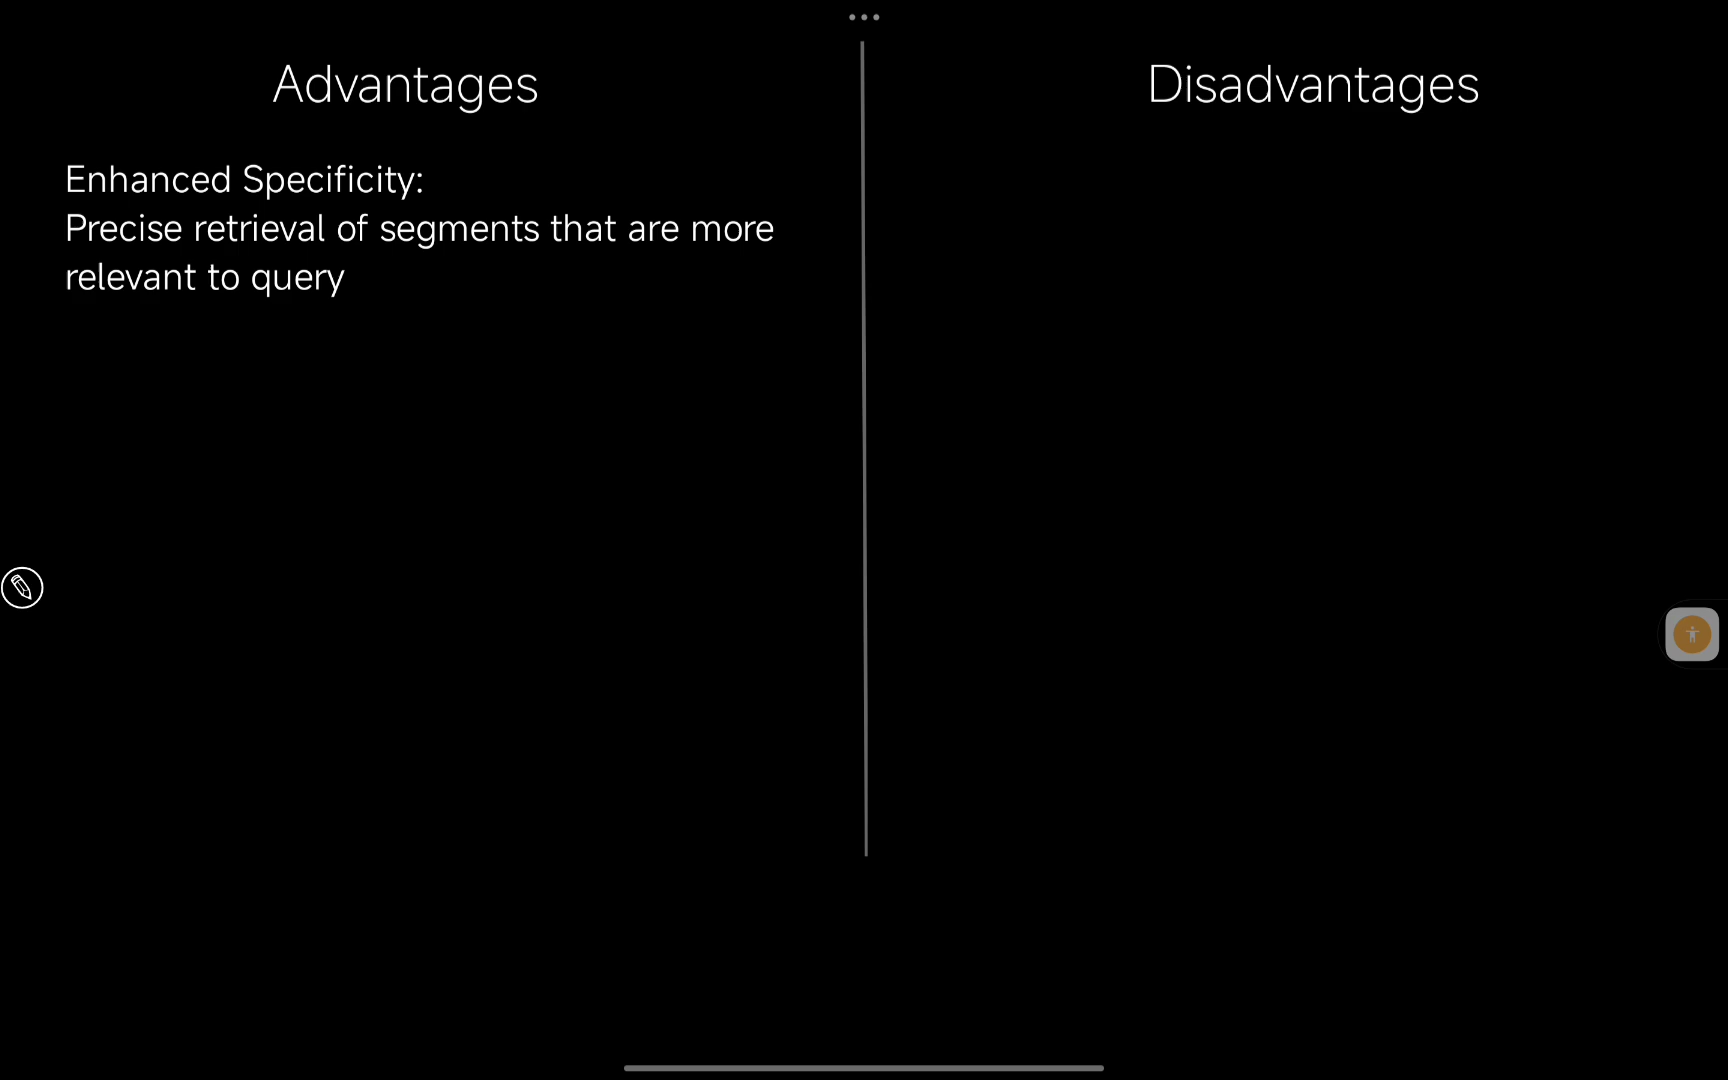 Advantages
Disadvantages
Enhanced Specificity:
Precise retrieval of segments that are more
relevant to query